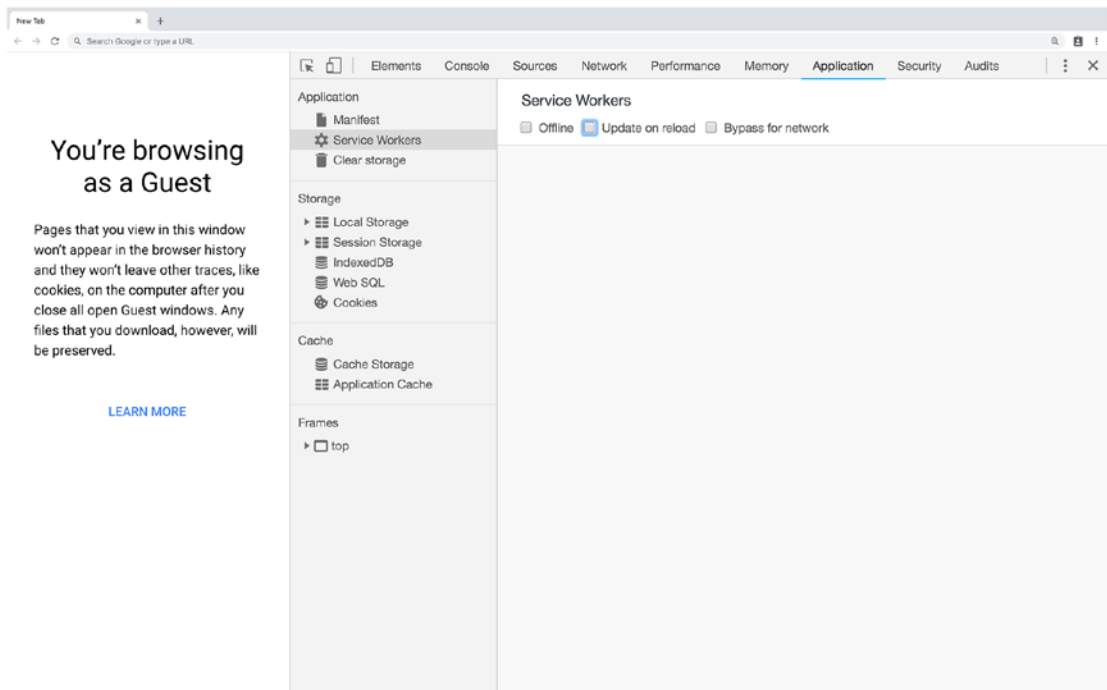 New Tab
Search Google or type a URL
Elements Console Sources Network Performance Memory Application Security Audits
You're browsing
as a Guest
Pages that you view in this window
won't appear in the browser history
and they won't leave other traces, like
cookies, on the computer after you
close all open Guest windows. Any
files that you download, however, will
be preserved.
LEARN MORE
Application
Manifest
Service Workers
Clear storage
Storage
Local Storage
Session Storage
IndexedDB
Web SQL
Cookies
Cache
Cache Storage
Application Cache
Frames
top
Service Workers
Offline Update on reload Bypass for network